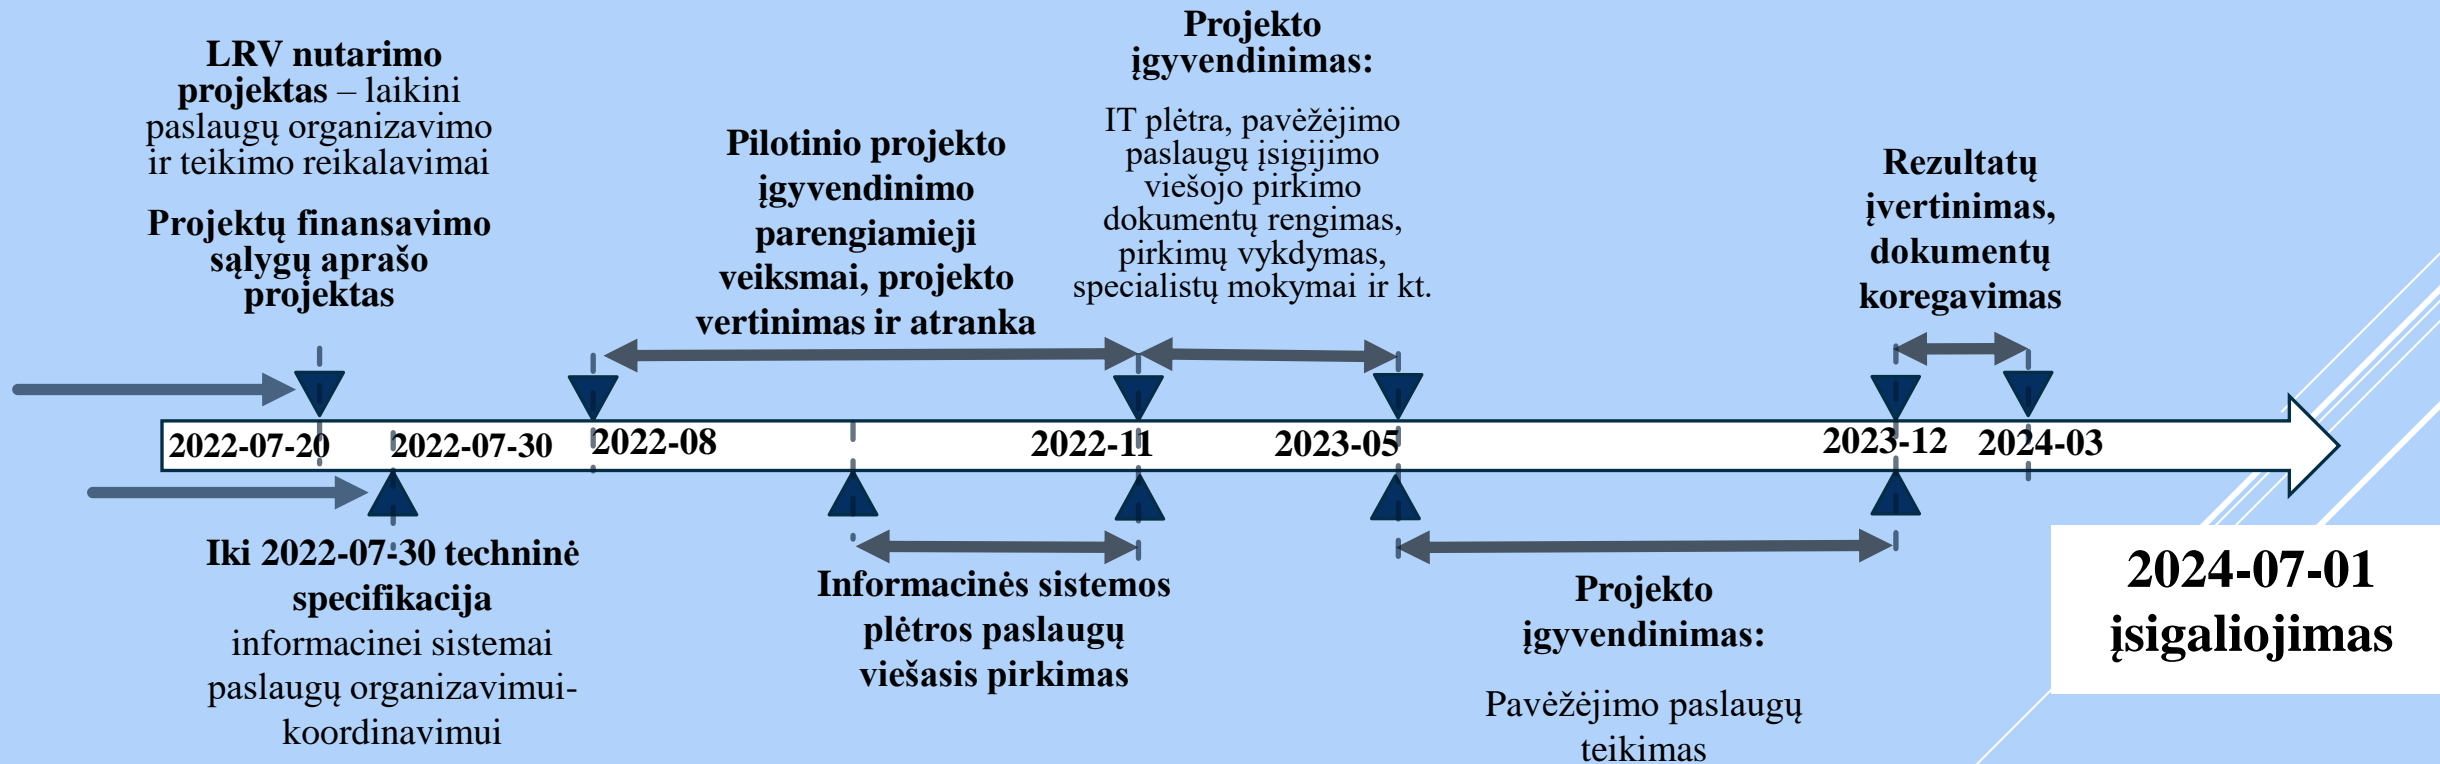 LRV nutarimo
projektas – laikini
paslaugų organizavimo
ir teikimo reikalavimai
Projektų finansavimo
sąlygų aprašo
projektas
Pilotinio projekto
įgyvendinimo
parengiamieji
veiksmai, projekto
vertinimas ir atranka
Projekto
įgyvendinimas:
IT plėtra, pavėžėjimo
paslaugų įsigijimo
viešojo pirkimo
dokumentų rengimas,
pirkimų vykdymas,
specialistų mokymai ir kt.
Rezultatų
įvertinimas,
dokumentų
koregavimas
2022-07-20
2022-07-30
2022-08
2022-11
2023-05
2023-12
2024-03
Iki 2022-07-30 techninė
specifikacija
informacinei sistemai
paslaugų organizavimui-
koordinavimui
Informacinės sistemos
plėtros paslaugų
viešasis pirkimas
Projekto
įgyvendinimas:
Pavėžėjimo paslaugų
teikimas
2024-07-01
įsigaliojimas